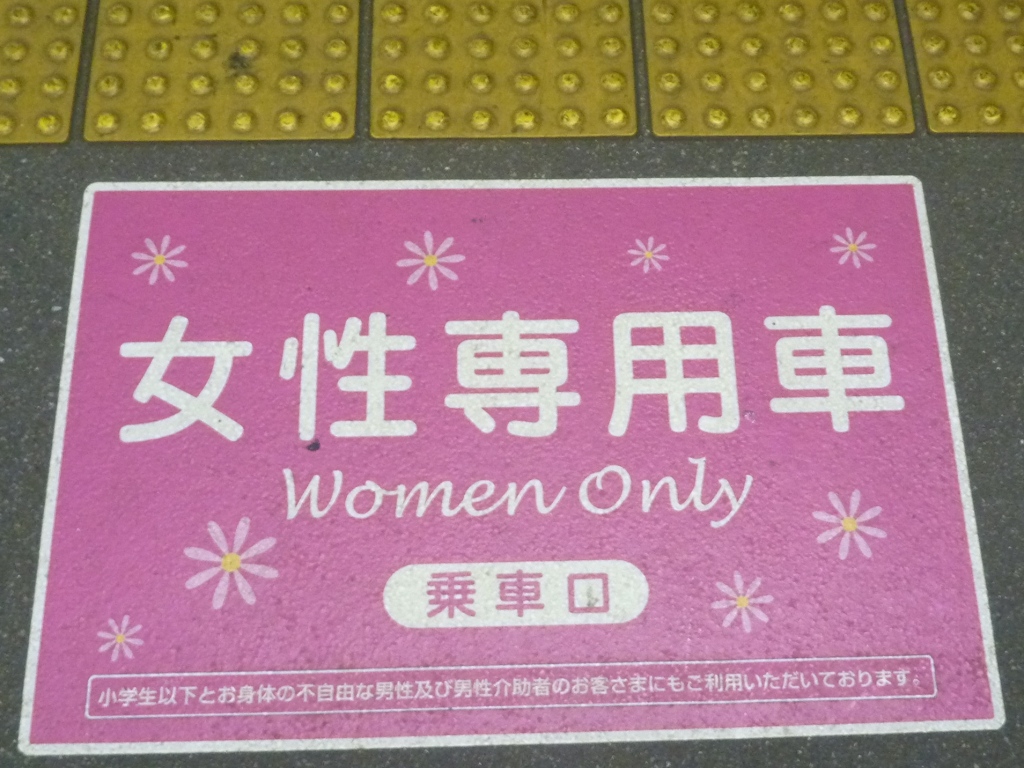 女性専用車
Women Only
乗車口
小学生以下とお身体の不自由な男性及び男性介助者のお客さまにもご利用いただいております。